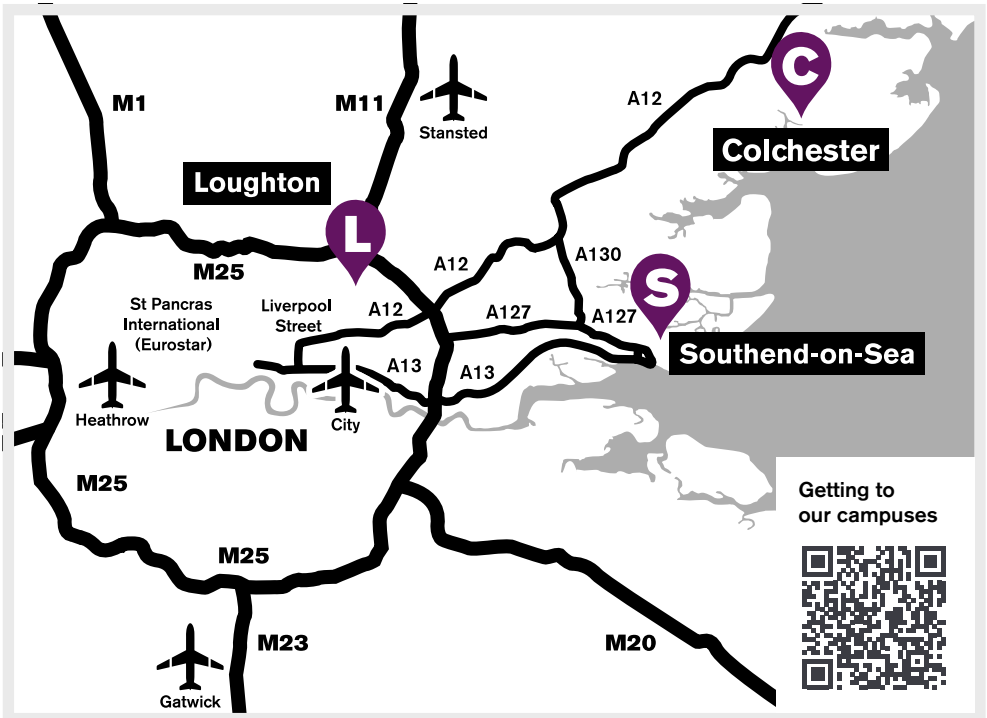 C
M1
M11
A12
Stansted
Colchester
Loughton
L
A12
A130
M25
S
St Pancras
International
(Eurostar)
Liverpool
Street
A12
A127
A127
Southend-on-Sea
A13
A13
Heathrow
City
LONDON
M25
Getting to
our campuses
M25
M23
M20
Gatwick